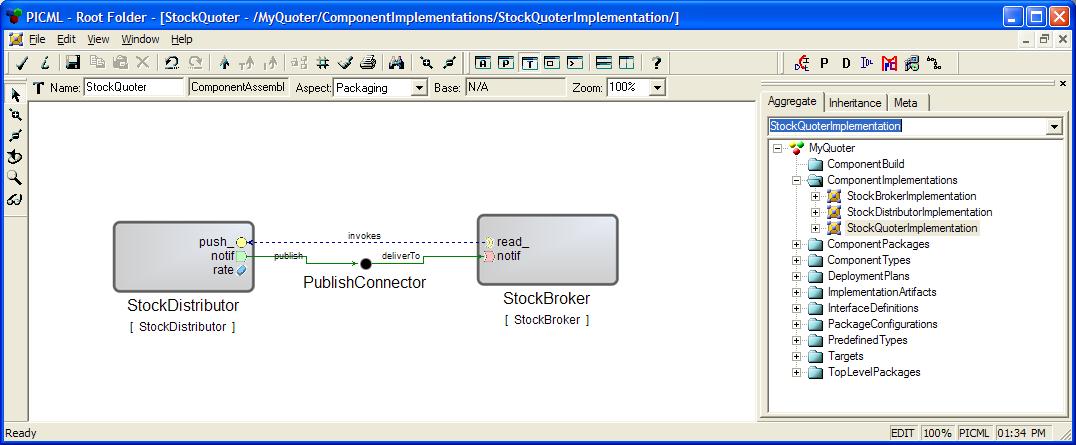 PICML - Root Folder - [StockQuoter - /MyQuoter/ComponentImplementations/StockQuoterImplementation/]
File Edit View Window Help
A P T
P D IDL
Name: StockQuoter ComponentAssembl Aspect: Packaging Base: N/A Zoom: 100%
invokes
push_
read_
notif publish deliverTo notif
rate
PublishConnector
StockDistributor
[ StockDistributor ]
StockBroker
[ StockBroker ]
Aggregate Inheritance Meta
StockQuoterImplementation
MyQuoter
ComponentBuild
ComponentImplementations
StockBrokerImplementation
StockDistributorImplementation
StockQuoterImplementation
ComponentPackages
ComponentTypes
DeploymentPlans
ImplementationArtifacts
InterfaceDefinitions
PackageConfigurations
PredefinedTypes
Targets
TopLevelPackages
Ready EDIT 100% PICML 01:34 PM